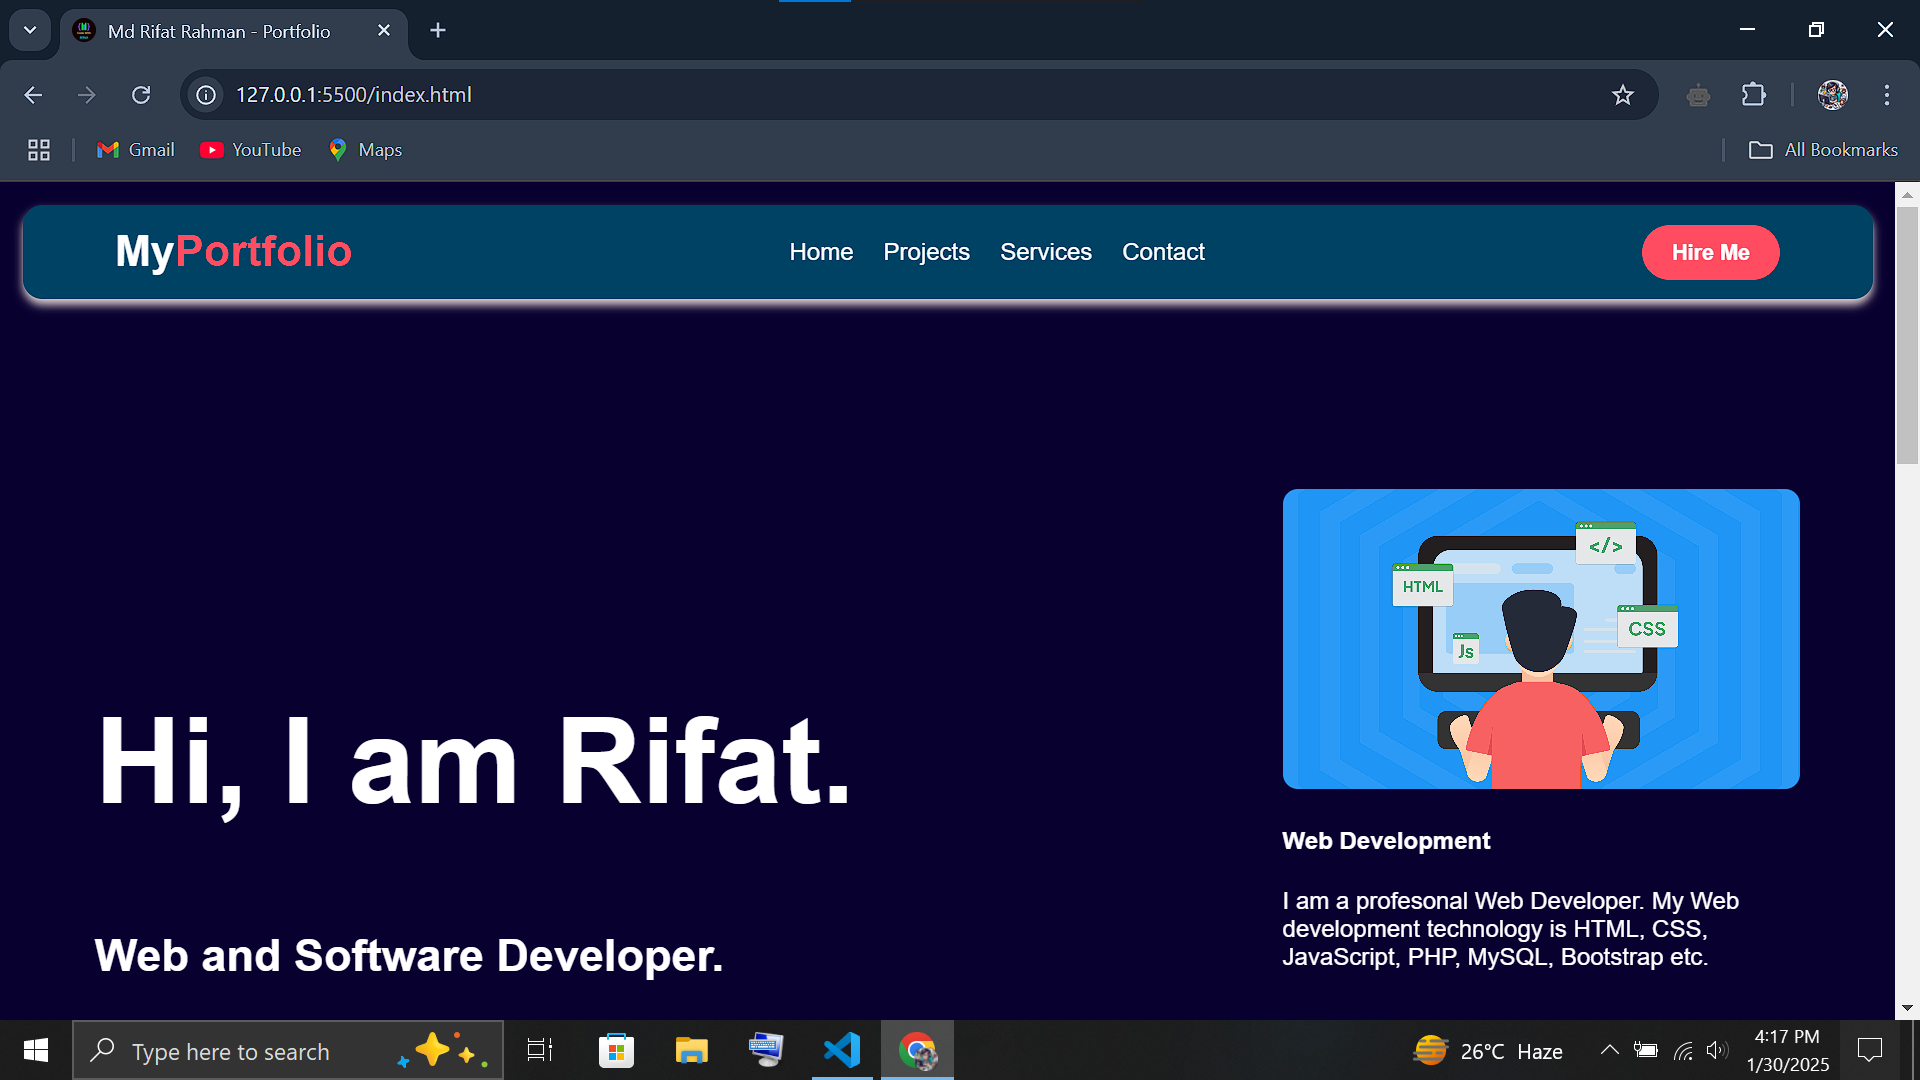 Md Rifat Rahman - Portfolio
127.0.0.1:5500/index.html
Gmail YouTube Maps All Bookmarks
MyPortfolio Home Projects Services Contact Hire Me
</>
HTML
CSS
Js
Hi, I am Rifat.
Web and Software Developer.
Web Development
I am a profesonal Web Developer. My Web
development technology is HTML, CSS,
JavaScript, PHP, MySQL, Bootstrap etc.
Type here to search
26°C Haze
4:17 PM
1/30/2025